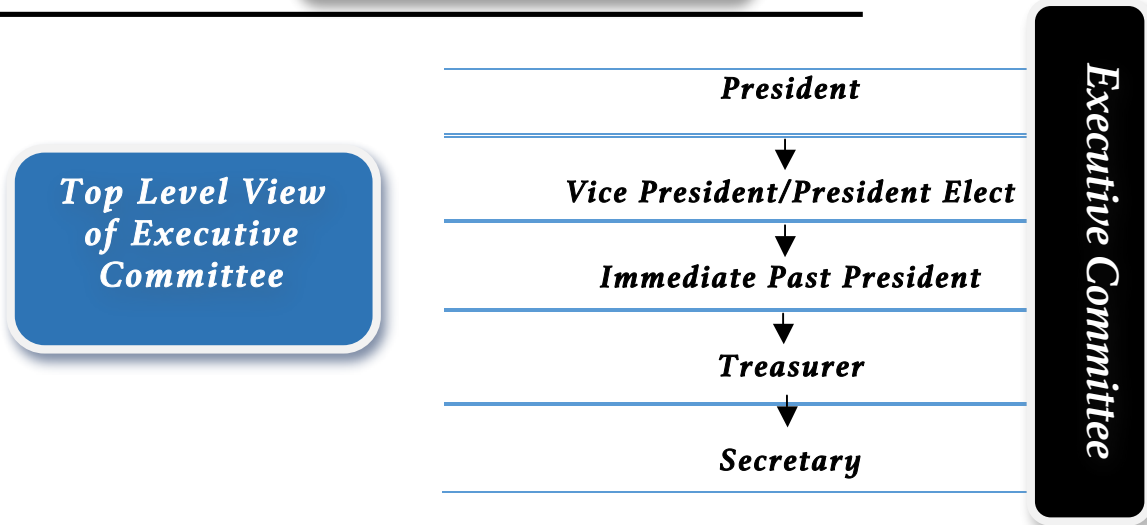 President
Top Level View
of Executive
Committee
Vice President/President Elect
Immediate Past President
Treasurer
Secretary
Executive Committee